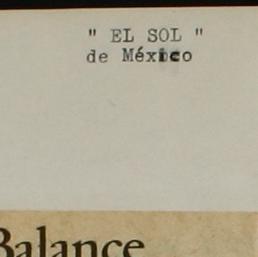 " EL SOL "
de México
Balance